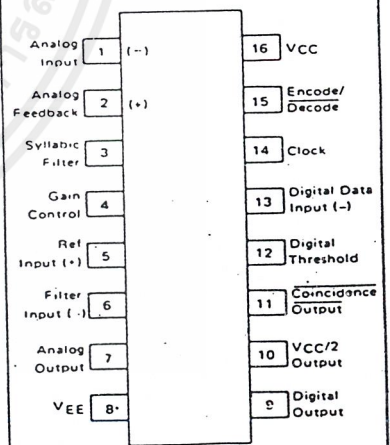 Analog
Input
1
(-)
Analog
Feedback
2
(+)
Syllabic
Filter
3
Gain
Control
4
Ref
Input (+)
5
Filter
Input (-)
6
Analog
Output
7
VEE
8
16
VCC
15
Encode/
Decode
14
Clock
13
Digital Data
Input (-)
12
Digital
Threshold
11
Coincidence
Output
10
VCC/2
Output
9
Digital
Output